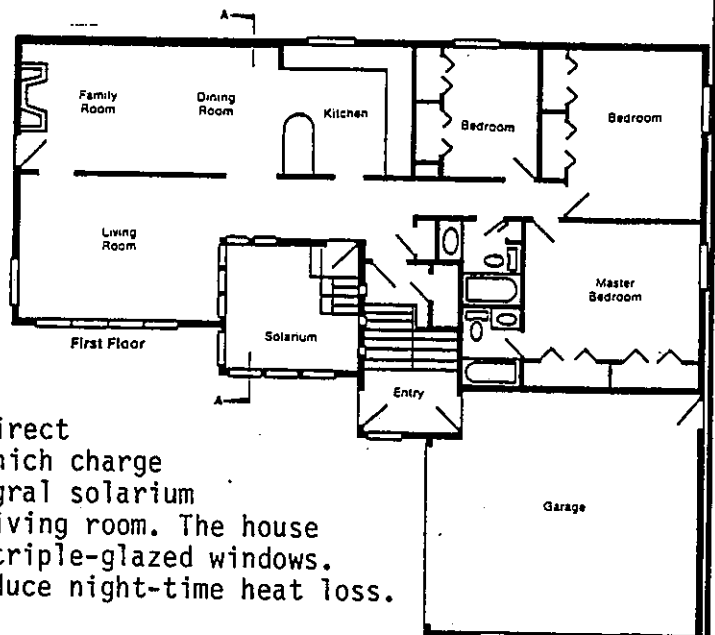 A
Family
Room
Dining
Room
Kitchen
Bedroom
Bedroom
Living
Room
Master
Bedroom
First Floor
Solarium
A
Entry
Garage
irect
ich charge
gral solarium
iving room. The house
triple-glazed windows.
duce night-time heat loss.